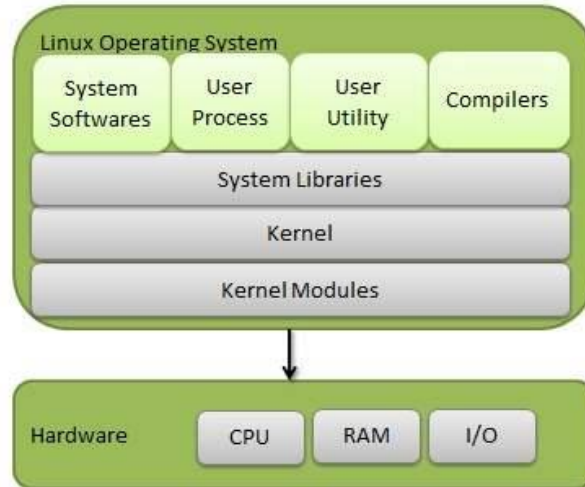 Linux Operating System
System
Softwares
User
Process
User
Utility
Compilers
System Libraries
Kernel
Kernel Modules
Hardware
CPU
RAM
I/O